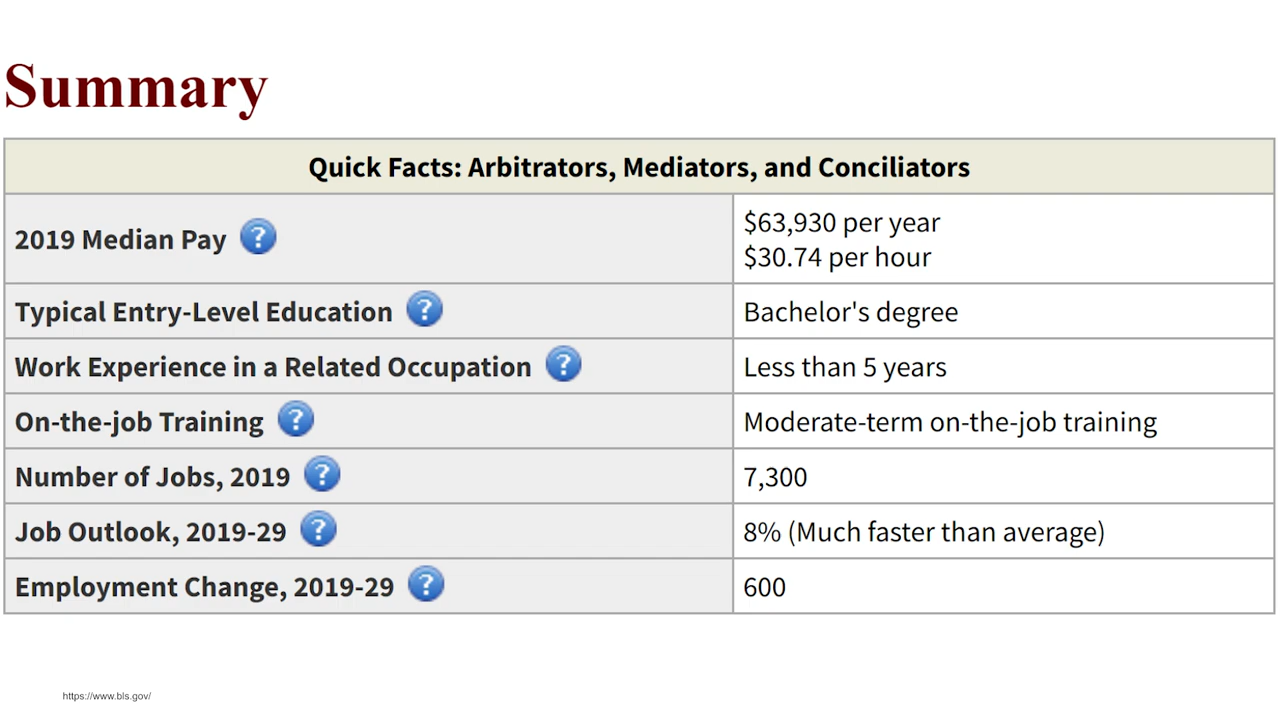 Summary
Quick Facts: Arbitrators, Mediators, and Conciliators
2019 Median Pay ?
$63,930 per year
$30.74 per hour
Typical Entry-Level Education ?
Bachelor's degree
Work Experience in a Related Occupation ?
Less than 5 years
On-the-job Training ?
Moderate-term on-the-job training
Number of Jobs, 2019 ?
7,300
Job Outlook, 2019-29 ?
8% (Much faster than average)
Employment Change, 2019-29 ?
600
https://www.bls.gov/